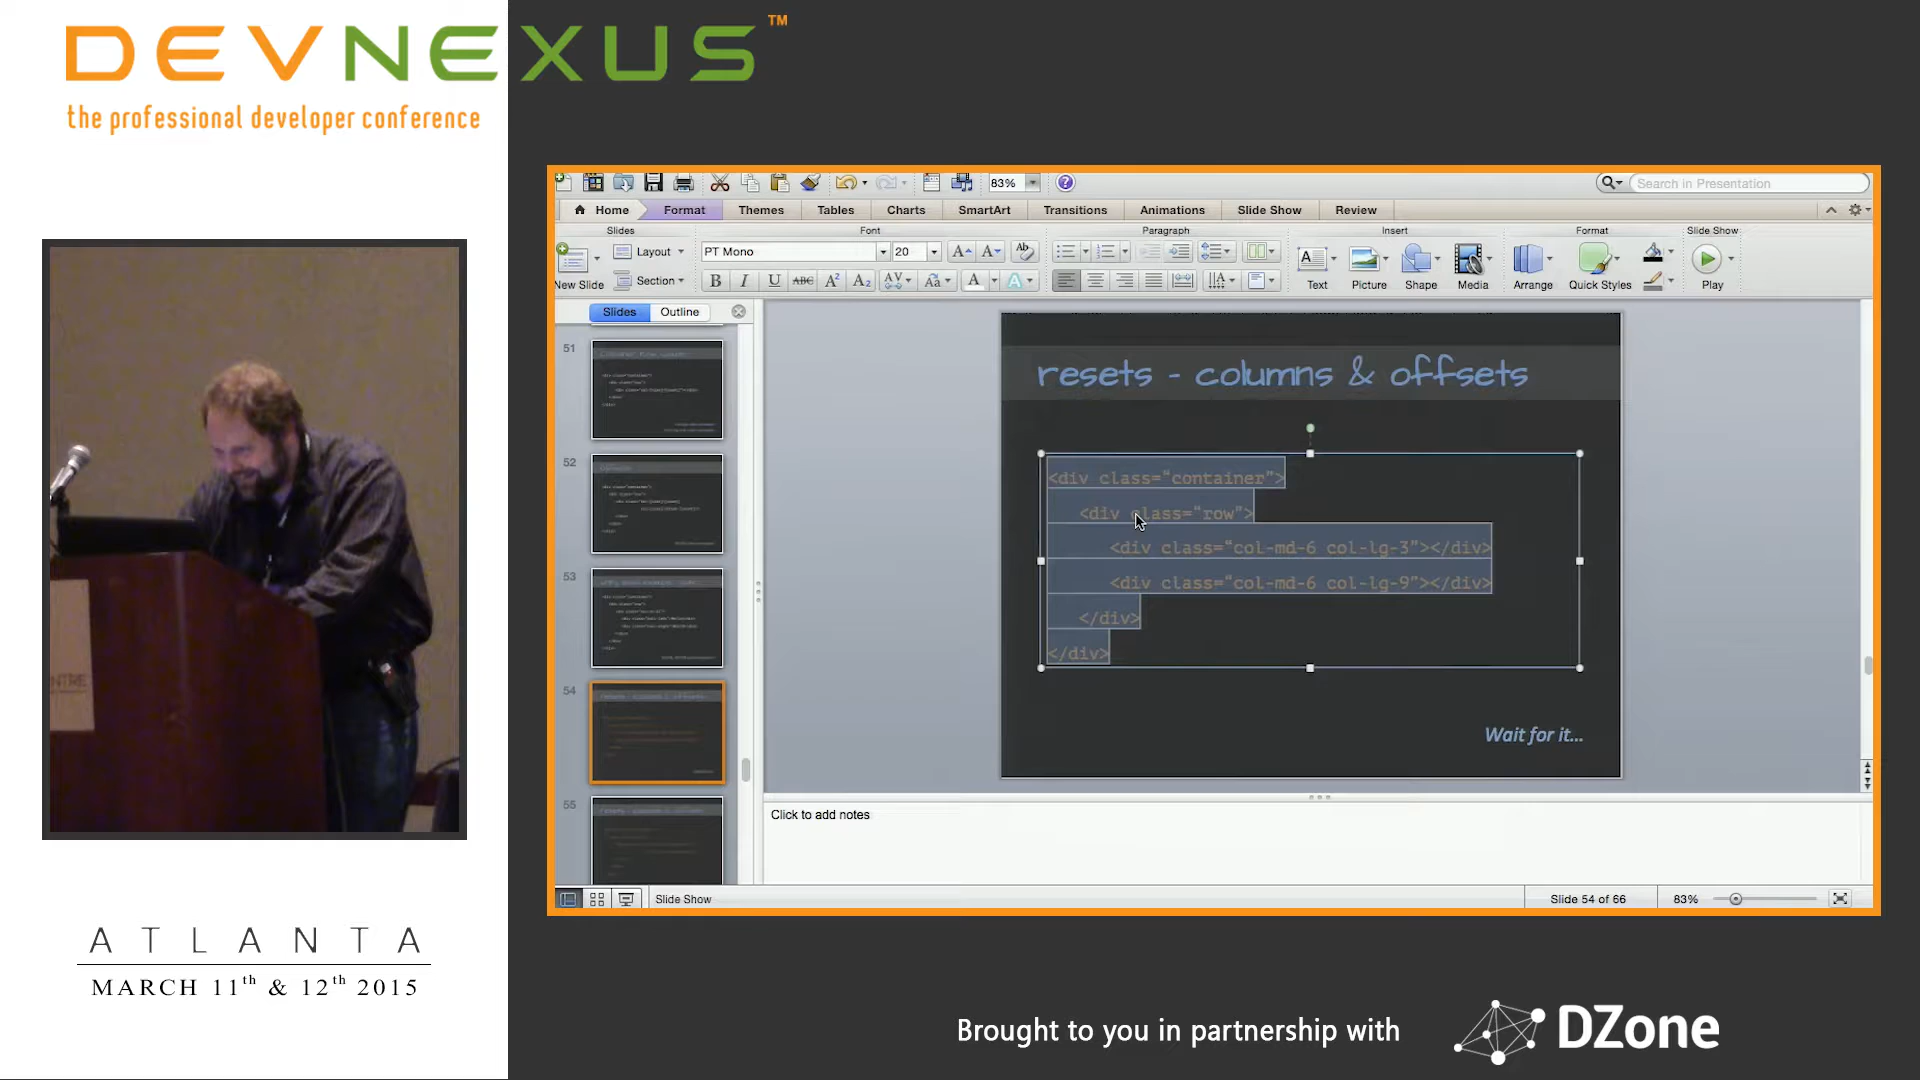 DEVNEXUS™
the professional developer conference
ATLANTA
MARCH 11th & 12th 2015
83%
Search in Presentation
Home
Format
Themes
Tables
Charts
SmartArt
Transitions
Animations
Slide Show
Review
Slides
Font
Paragraph
Insert
Format
Slide Show
Layout
PT Mono
20
New Slide
Section
Text
Picture
Shape
Media
Arrange
Quick Styles
Play
Slides
Outline
51
52
53
54
55
resets - columns & offsets
<div class="container">
<div class="row">
<div class="col-md-6 col-lg-3"></div>
<div class="col-md-6 col-lg-9"></div>
</div>
</div>
Wait for it...
Click to add notes
Slide Show
Slide 54 of 66
83%
Brought to you in partnership with
DZone